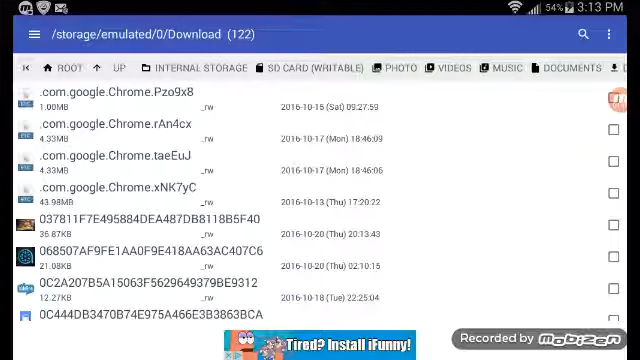 54% 3:13 PM
/storage/emulated/0/Download (122)
ROOT UP INTERNAL STORAGE SD CARD (WRITABLE) PHOTO VIDEOS MUSIC DOCUMENTS D
.com.google.Chrome.Pzo9x8
1.00MB _rw 2016-10-15 (Sat) 09:27:59
.com.google.Chrome.rAn4cx
4.33MB _rw 2016-10-17 (Mon) 18:46:09
.com.google.Chrome.taeEuJ
4.33MB _rw 2016-10-17 (Mon) 18:46:06
.com.google.Chrome.xNK7yC
43.98MB _rw 2016-10-13 (Thu) 17:20:22
037811F7E495884DEA487DB8118B5F40
36.87KB _rw 2016-10-20 (Thu) 20:13:43
068507AF9FE1AA0F9E418AA63AC407C6
21.08KB _rw 2016-10-20 (Thu) 02:10:15
0C2A207B5A15063F5629649379BE9312
12.27KB _rw 2016-10-18 (Tue) 22:25:04
0C444DB3470B74E975A466E3B3863BCA
Tired? Install iFunny!
Recorded by Mobizen